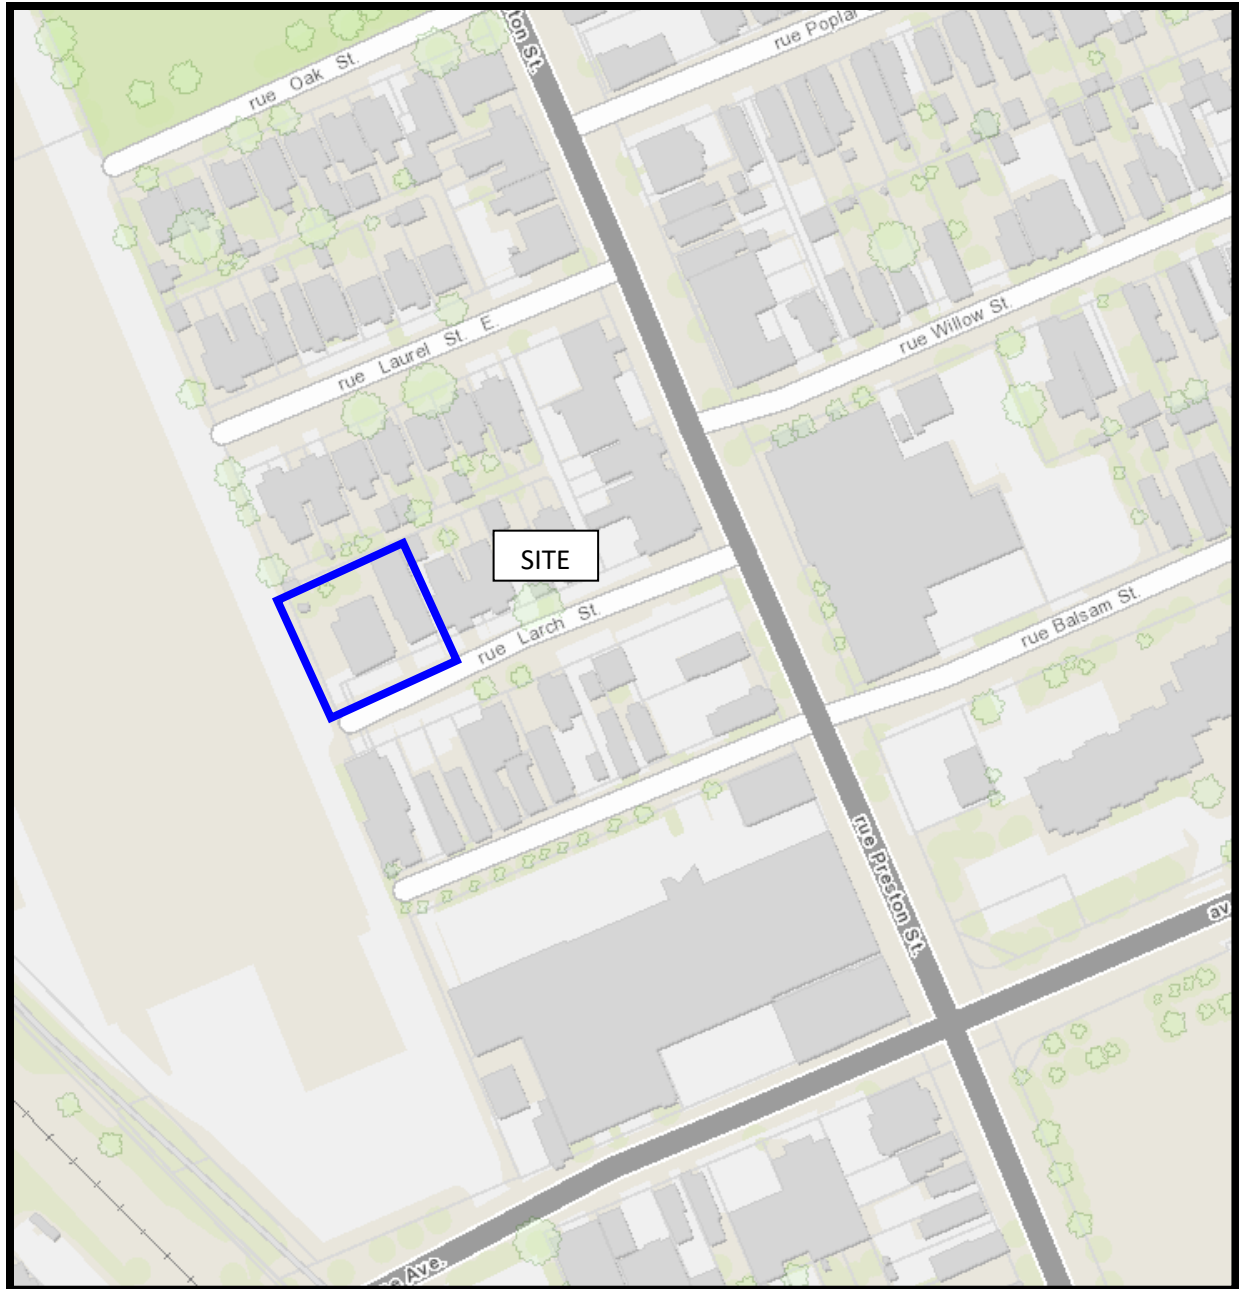 rue Poplar
ton St.
rue Oak St.
rue Willow St.
rue Laurel St. E.
SITE
rue Balsam St.
rue Larch St.
rue Preston St.
av
e Ave.